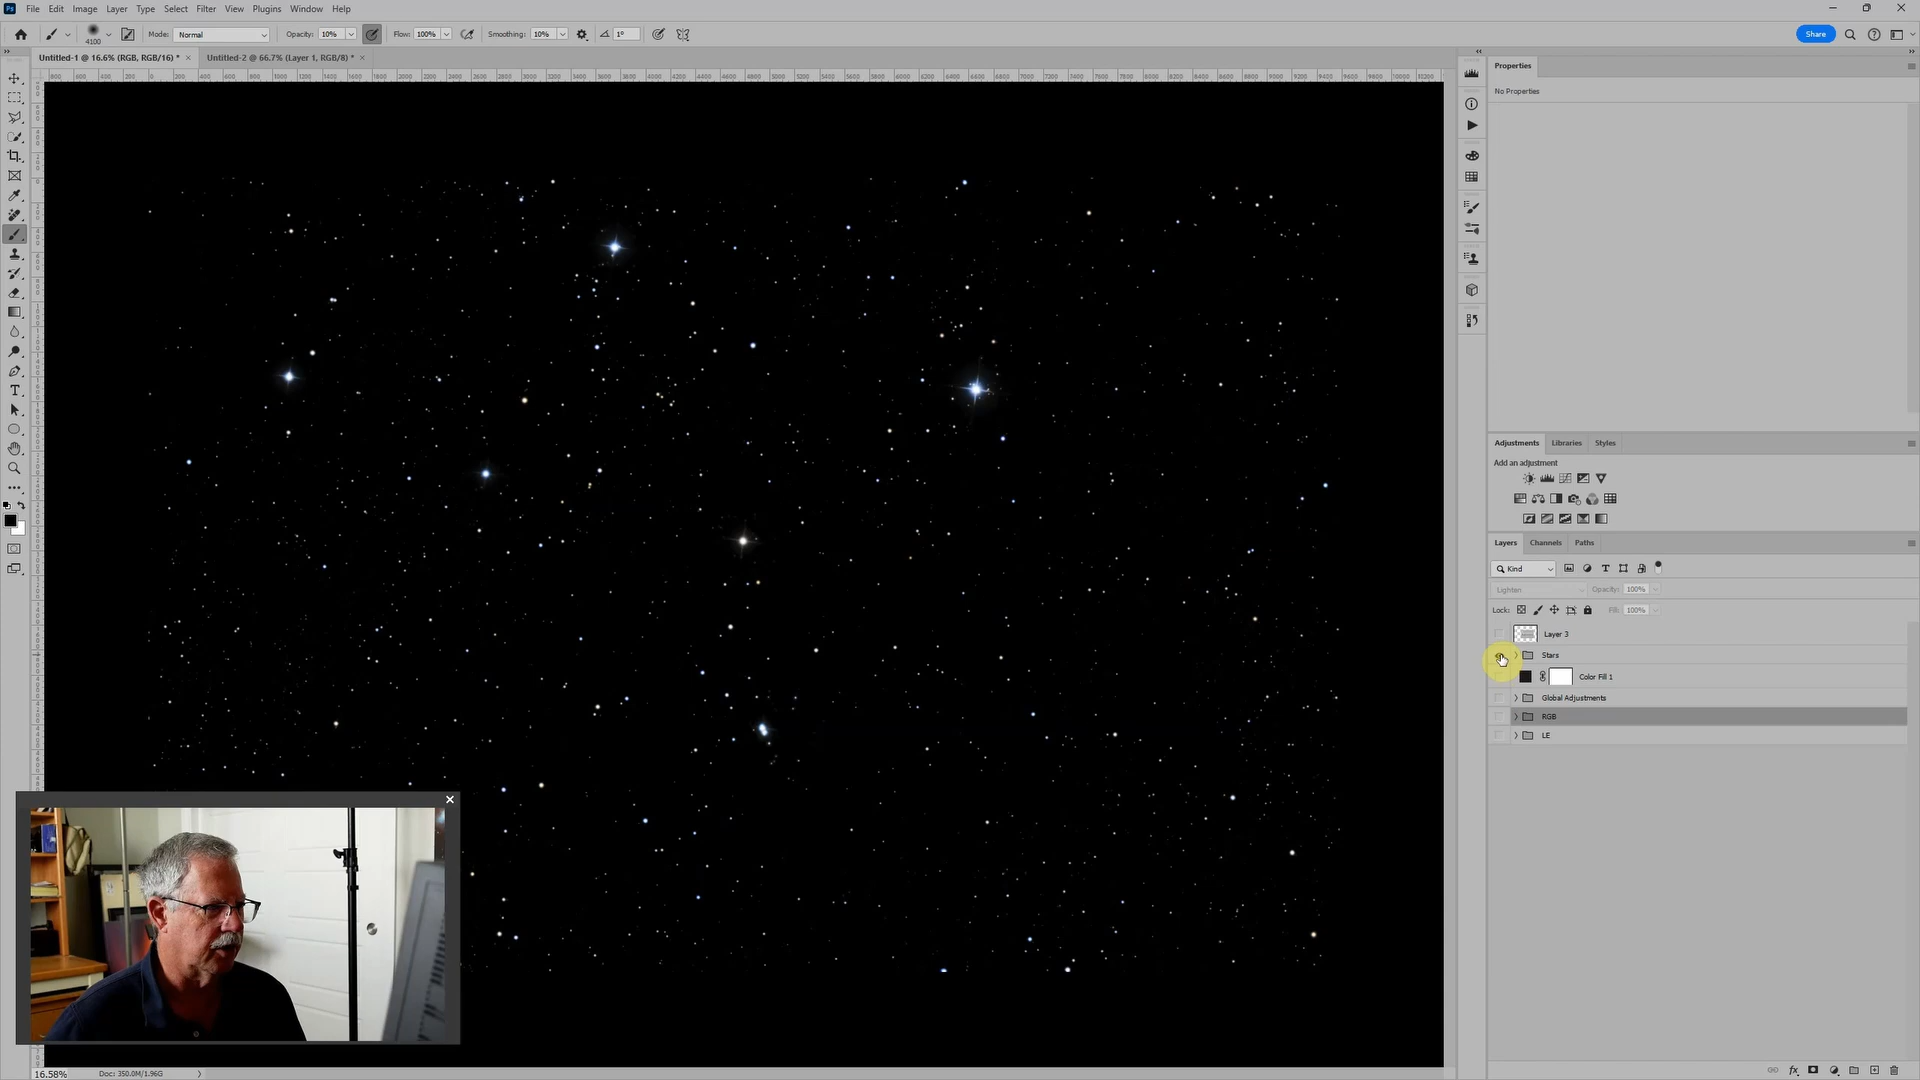 Ps File Edit Image Layer Type Select Filter View Plugins Window Help
4100 Mode: Normal Opacity: 10% Flow: 100% Smoothing: 10% 1° Share
Untitled-1 @ 16.6% (RGB, RGB/16) * × Untitled-2 @ 66.7% (Layer 1, RGB/8) * ×
Properties
No Properties
Adjustments Libraries Styles
Add an adjustment
Layers Channels Paths
Kind
Lighten Opacity: 100%
Lock: Fill: 100%
Layer 3
Stars
Color Fill 1
Global Adjustments
RGB
LE
16.58% Doc: 350.0M/1.96G